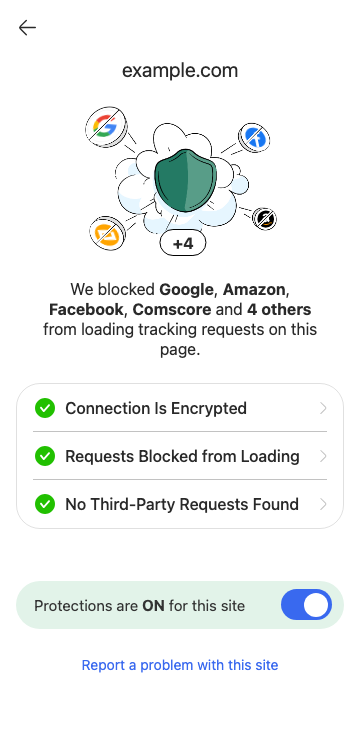 example.com
+4
We blocked Google, Amazon,
Facebook, Comscore and 4 others
from loading tracking requests on this
page.
Connection Is Encrypted
Requests Blocked from Loading
No Third-Party Requests Found
Protections are ON for this site
Report a problem with this site